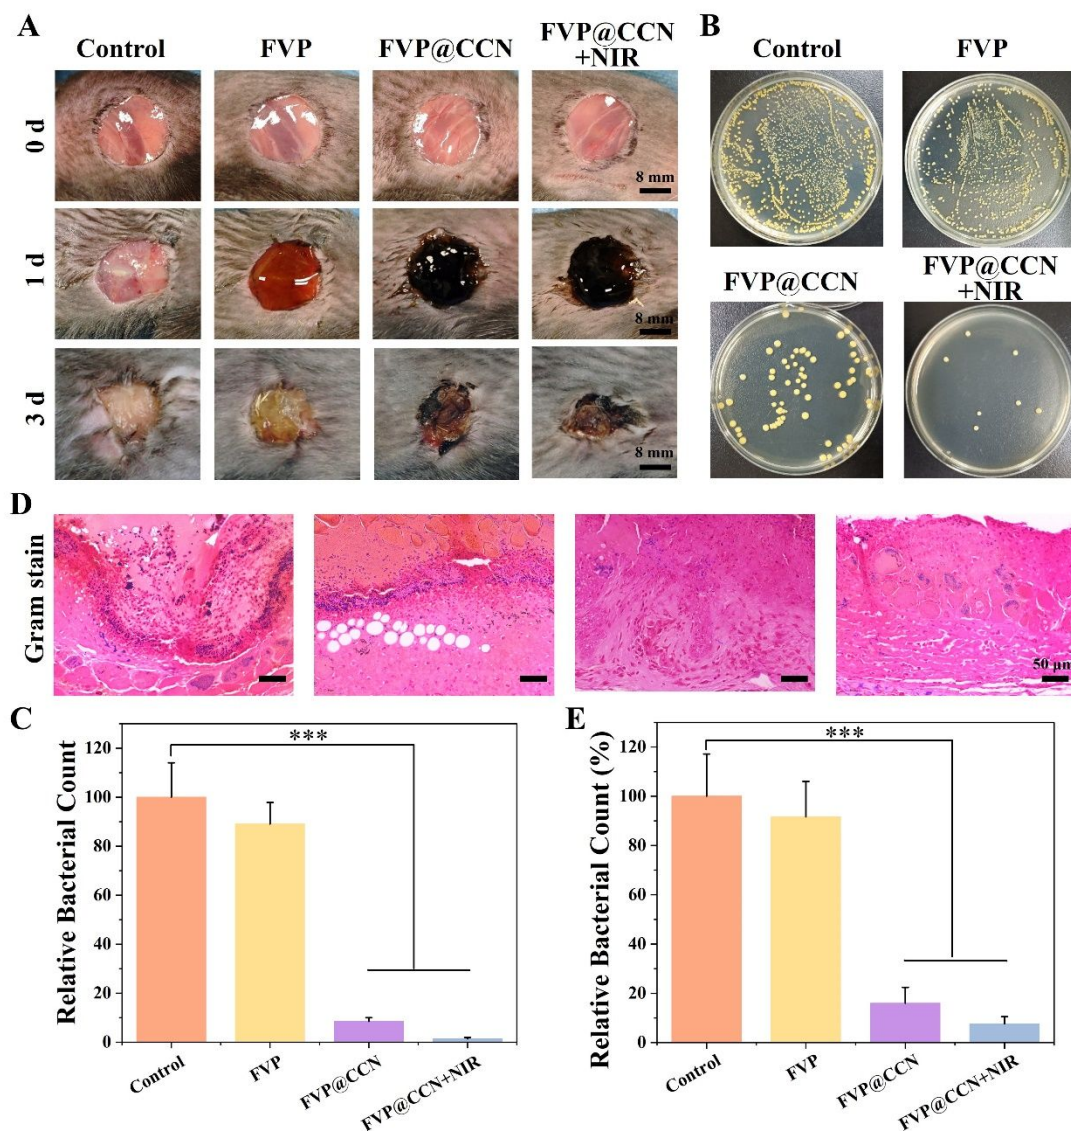 A
Control
FVP
FVP@CCN
FVP@CCN
+NIR
0 d
8 mm
1 d
8 mm
3 d
8 mm
B
Control
FVP
FVP@CCN
FVP@CCN
+NIR
D
Gram stain
50 μm
C
Relative Bacterial Count
120
100
80
60
40
20
0
***
Control
FVP
FVP@CCN
FVP@CCN+NIR
E
Relative Bacterial Count (%)
120
100
80
60
40
20
0
***
Control
FVP
FVP@CCN
FVP@CCN+NIR